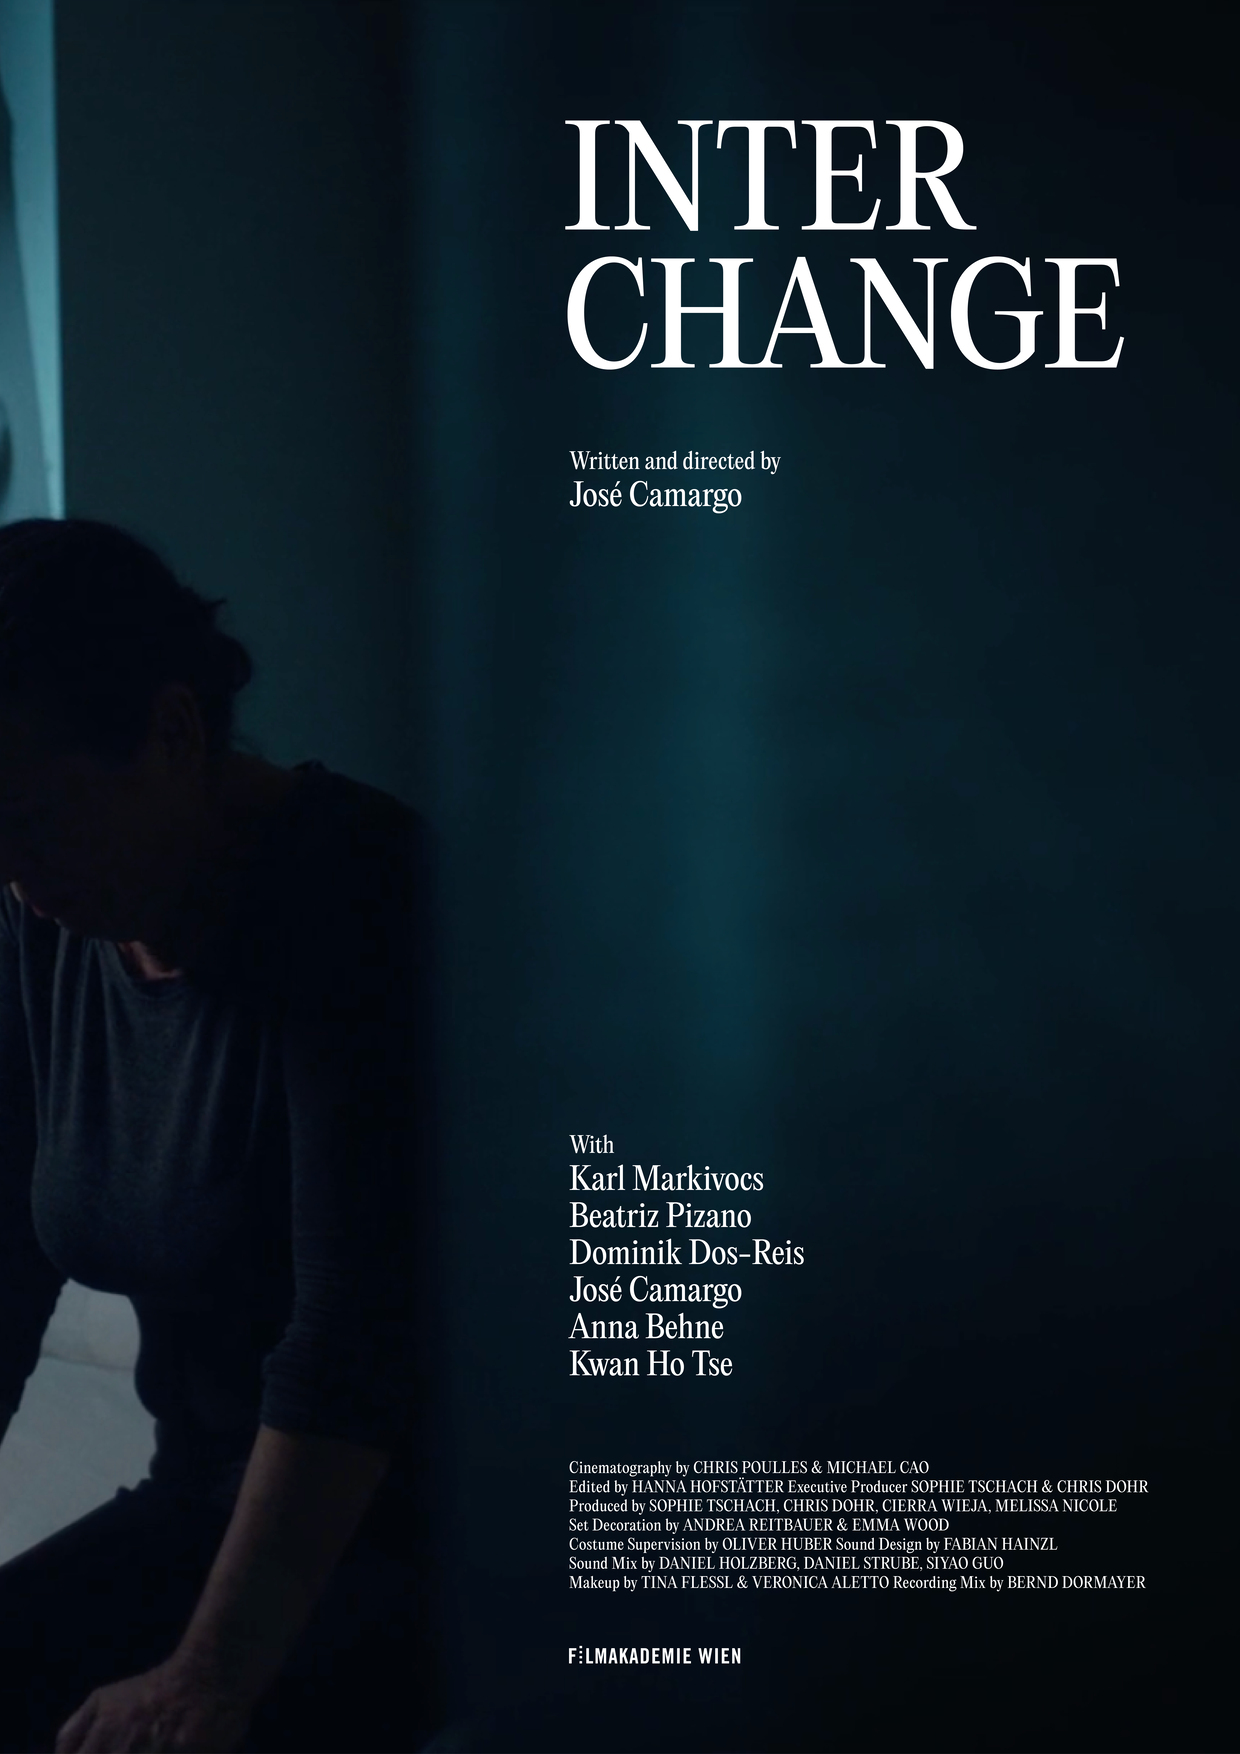 INTER
CHANGE
Written and directed by
José Camargo
With
Karl Markivocs
Beatriz Pizano
Dominik Dos-Reis
José Camargo
Anna Behne
Kwan Ho Tse
Cinematography by CHRIS POULLES & MICHAEL CAO
Edited by HANNA HOFSTÄTTER Executive Producer SOPHIE TSCHACH & CHRIS DOHR
Produced by SOPHIE TSCHACH, CHRIS DOHR, CIERRA WIEJA, MELISSA NICOLE
Set Decoration by ANDREA REITBAUER & EMMA WOOD
Costume Supervision by OLIVER HUBER Sound Design by FABIAN HAINZL
Sound Mix by DANIEL HOLZBERG, DANIEL STRUBE, SIYAO GUO
Makeup by TINA FLESSL & VERONICA ALETTO Recording Mix by BERND DORMAYER
FILMAKADEMIE WIEN